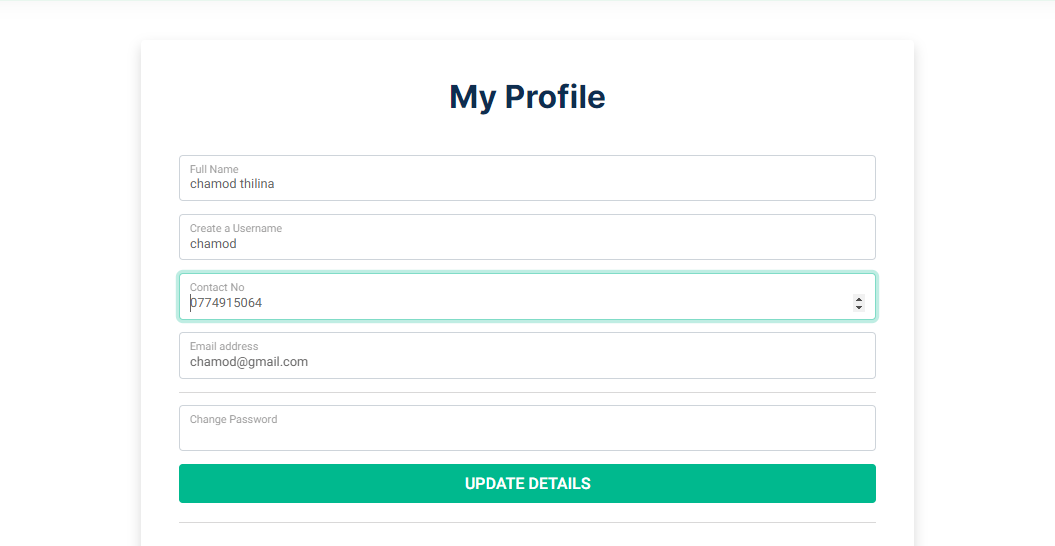 My Profile
Full Name
chamod thilina
Create a Username
chamod
Contact No
0774915064
Email address
chamod@gmail.com
Change Password
UPDATE DETAILS